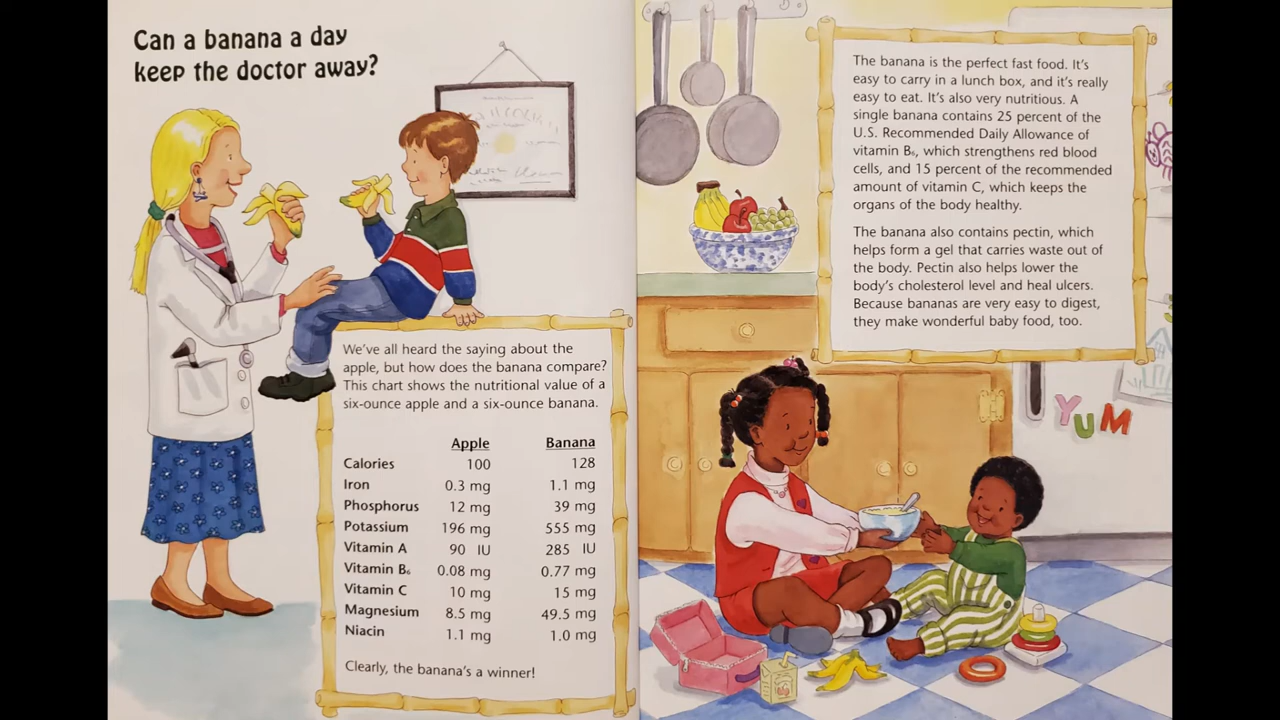 Can a banana a day
keep the doctor away?
We've all heard the saying about the
apple, but how does the banana compare?
This chart shows the nutritional value of a
six-ounce apple and a six-ounce banana.
Apple Banana
Calories 100 128
Iron 0.3 mg 1.1 mg
Phosphorus 12 mg 39 mg
Potassium 196 mg 555 mg
Vitamin A 90 IU 285 IU
Vitamin B₆ 0.08 mg 0.77 mg
Vitamin C 10 mg 15 mg
Magnesium 8.5 mg 49.5 mg
Niacin 1.1 mg 1.0 mg
Clearly, the banana's a winner!
The banana is the perfect fast food. It's
easy to carry in a lunch box, and it's really
easy to eat. It's also very nutritious. A
single banana contains 25 percent of the
U.S. Recommended Daily Allowance of
vitamin B₆, which strengthens red blood
cells, and 15 percent of the recommended
amount of vitamin C, which keeps the
organs of the body healthy.
The banana also contains pectin, which
helps form a gel that carries waste out of
the body. Pectin also helps lower the
body's cholesterol level and heal ulcers.
Because bananas are very easy to digest,
they make wonderful baby food, too.
YUM